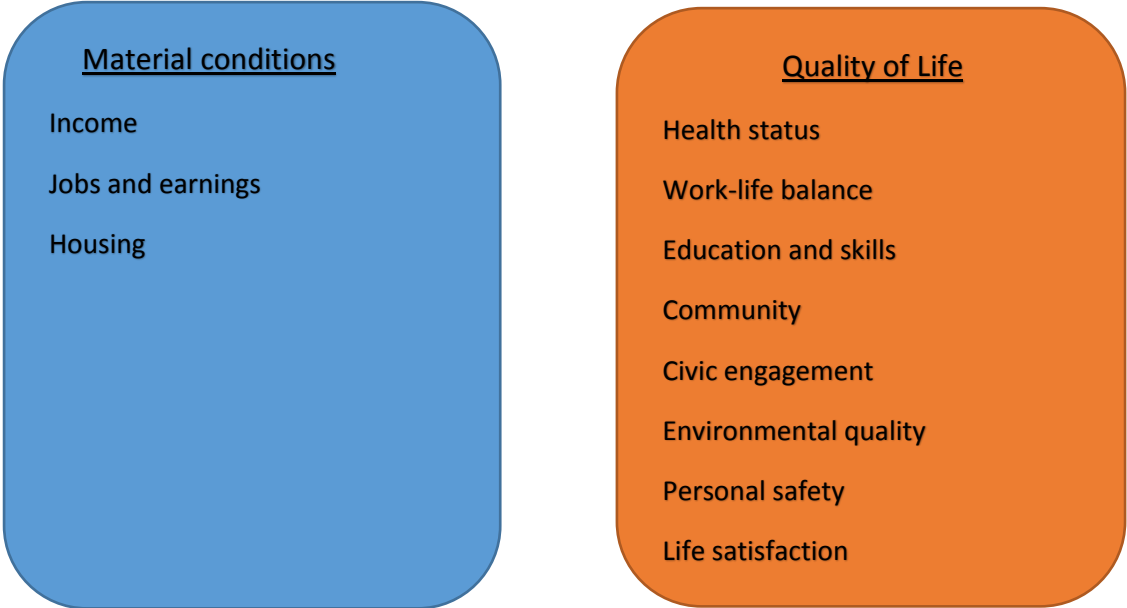 Material conditions
Income
Jobs and earnings
Housing
Quality of Life
Health status
Work-life balance
Education and skills
Community
Civic engagement
Environmental quality
Personal safety
Life satisfaction